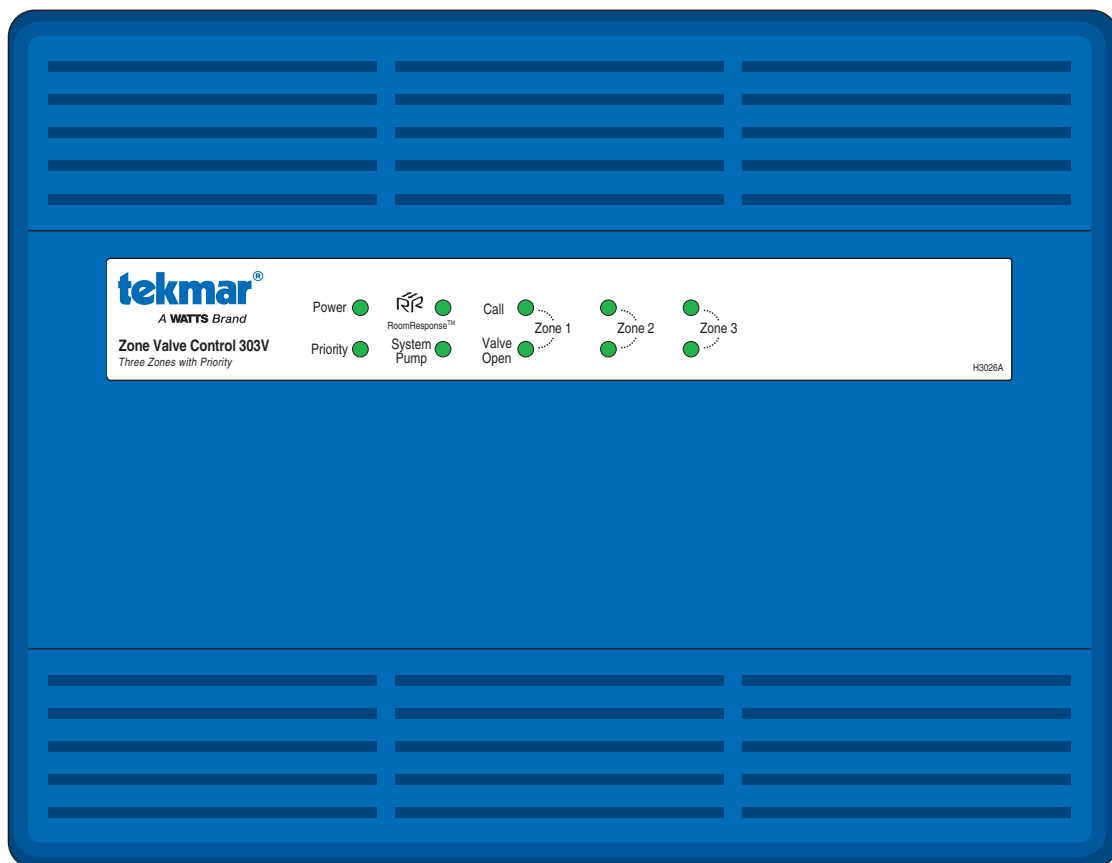 tekmar®
A WATTS Brand
Zone Valve Control 303V
Three Zones with Priority
Power
RoomResponse™
Call
Zone 1
Zone 2
Zone 3
Priority
System
Pump
Valve
Open
H3026A